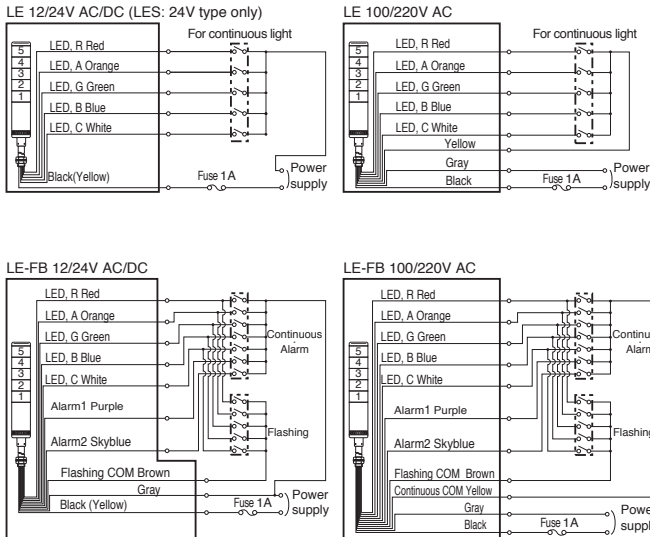 LE 12/24V AC/DC (LES: 24V type only)
For continuous light
5
4
3
2
1
LED, R Red
LED, A Orange
LED, G Green
LED, B Blue
LED, C White
Black(Yellow)
Fuse 1A
Power
supply
LE 100/220V AC
For continuous light
5
4
3
2
1
LED, R Red
LED, A Orange
LED, G Green
LED, B Blue
LED, C White
Yellow
Gray
Black
Fuse 1A
Power
supply
LE-FB 12/24V AC/DC
5
4
3
2
1
LED, R Red
LED, A Orange
LED, G Green
LED, B Blue
LED, C White
Alarm1 Purple
Alarm2 Skyblue
Flashing COM Brown
Gray
Black (Yellow)
Continuous
Alarm
Flashing
Fuse 1A
Power
supply
LE-FB 100/220V AC
5
4
3
2
1
LED, R Red
LED, A Orange
LED, G Green
LED, B Blue
LED, C White
Alarm1 Purple
Alarm2 Skyblue
Flashing COM Brown
Continuous COM Yellow
Gray
Black
Continu
Alarm
Flashing
Fuse 1A
Powe
suppl